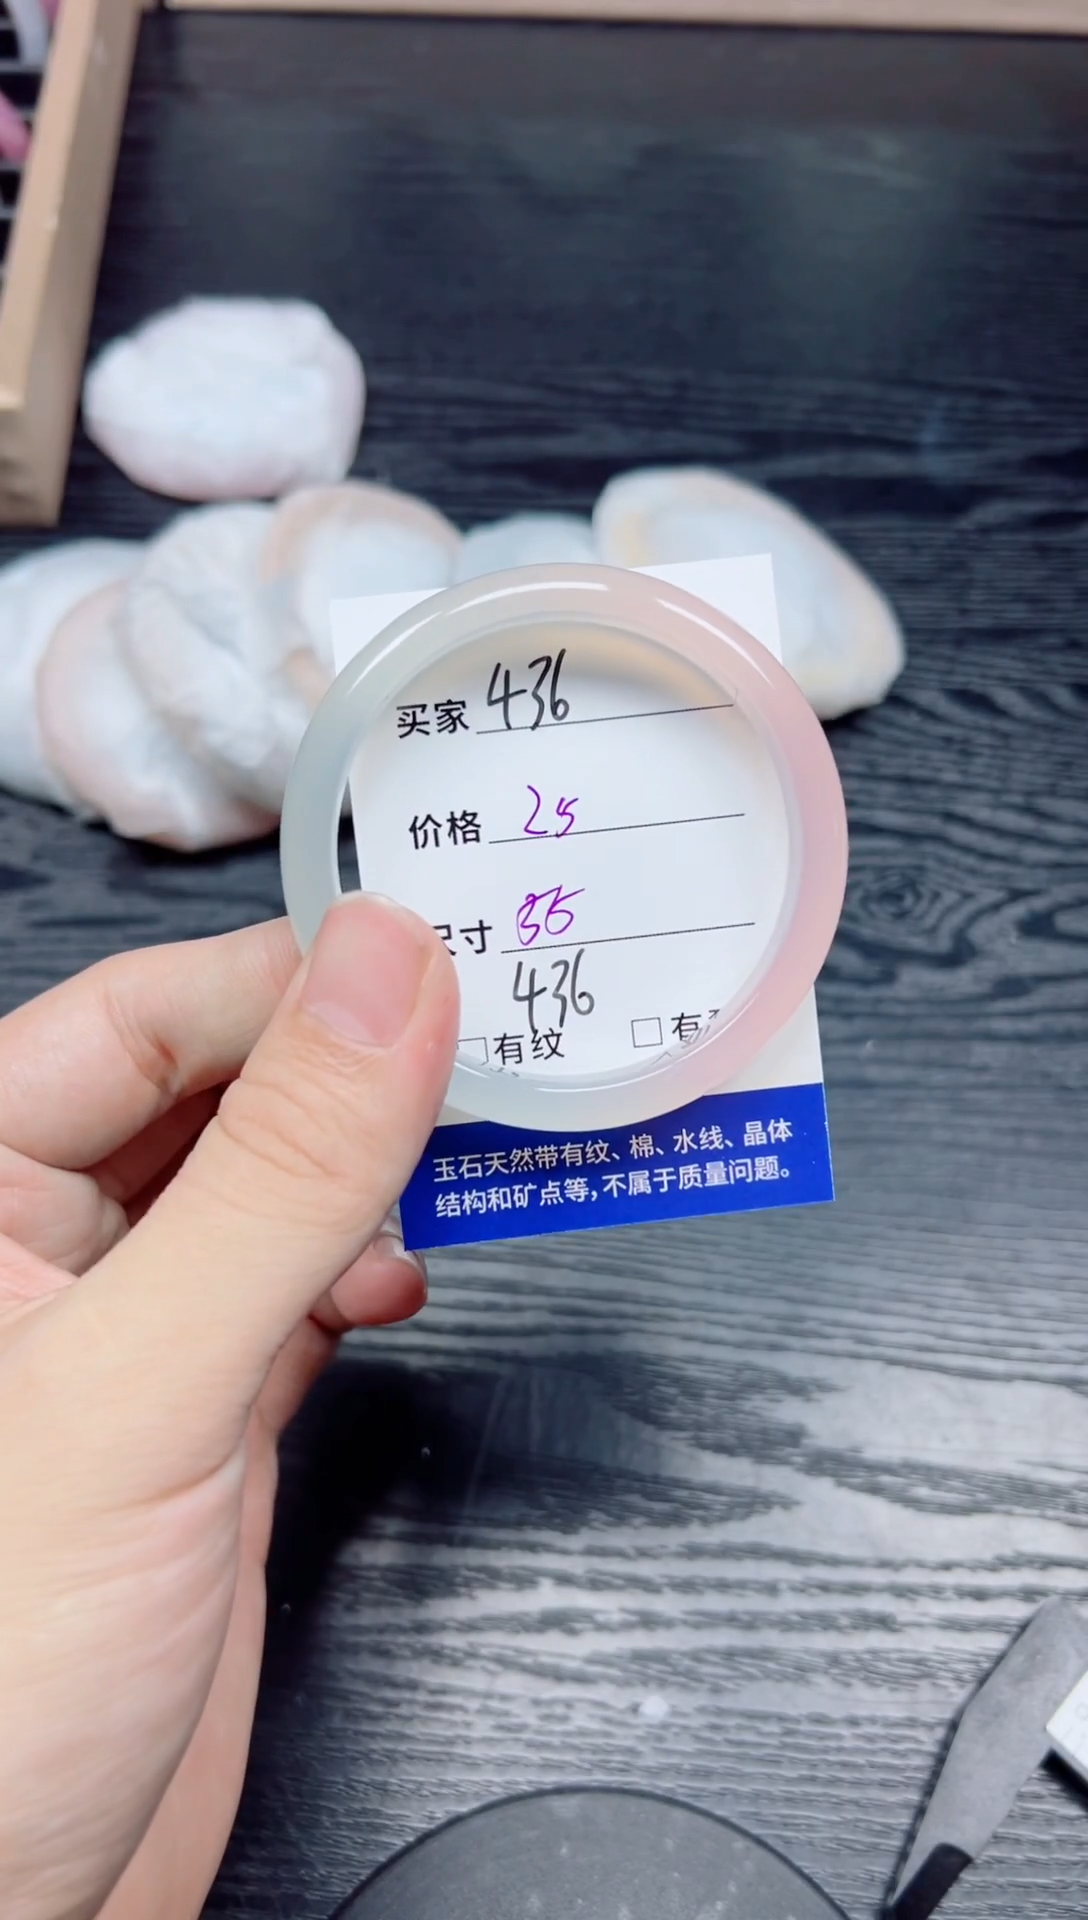 买家 436
价格 25
尺寸 55
436
□有纹 □有
玉石天然带有纹、棉、水线、晶体
结构和矿点等,不属于质量问题。